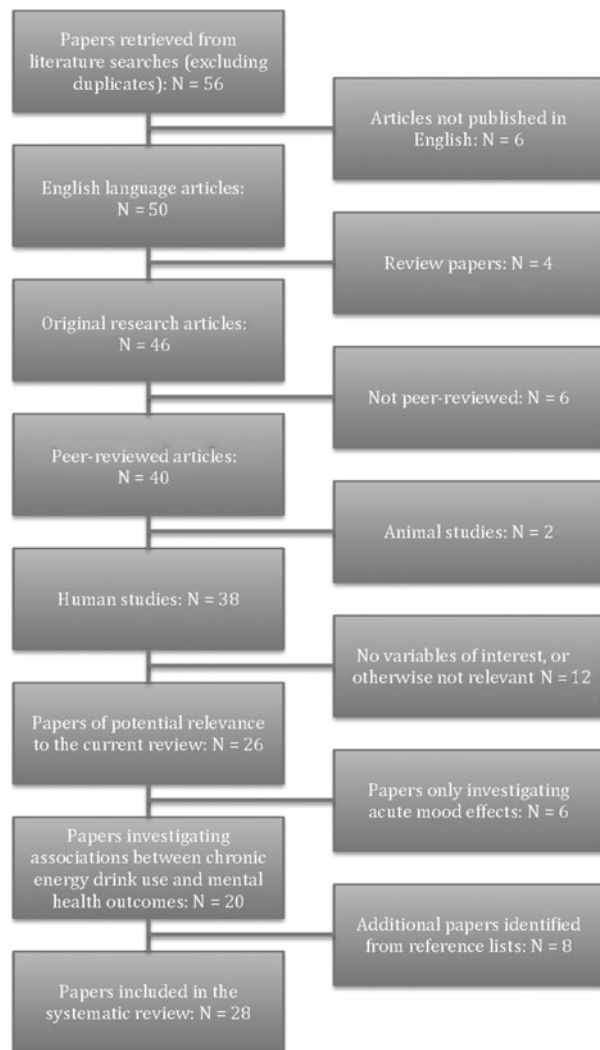 Papers retrieved from
literature searches (excluding
duplicates): N = 56
Articles not published in
English: N = 6
English language articles:
N = 50
Review papers: N = 4
Original research articles:
N = 46
Not peer-reviewed: N = 6
Peer-reviewed articles:
N = 40
Animal studies: N = 2
Human studies: N = 38
No variables of interest, or
otherwise not relevant N = 12
Papers of potential relevance
to the current review: N = 26
Papers only investigating
acute mood effects: N = 6
Papers investigating
associations between chronic
energy drink use and mental
health outcomes: N = 20
Additional papers identified
from reference lists: N = 8
Papers included in the
systematic review: N = 28